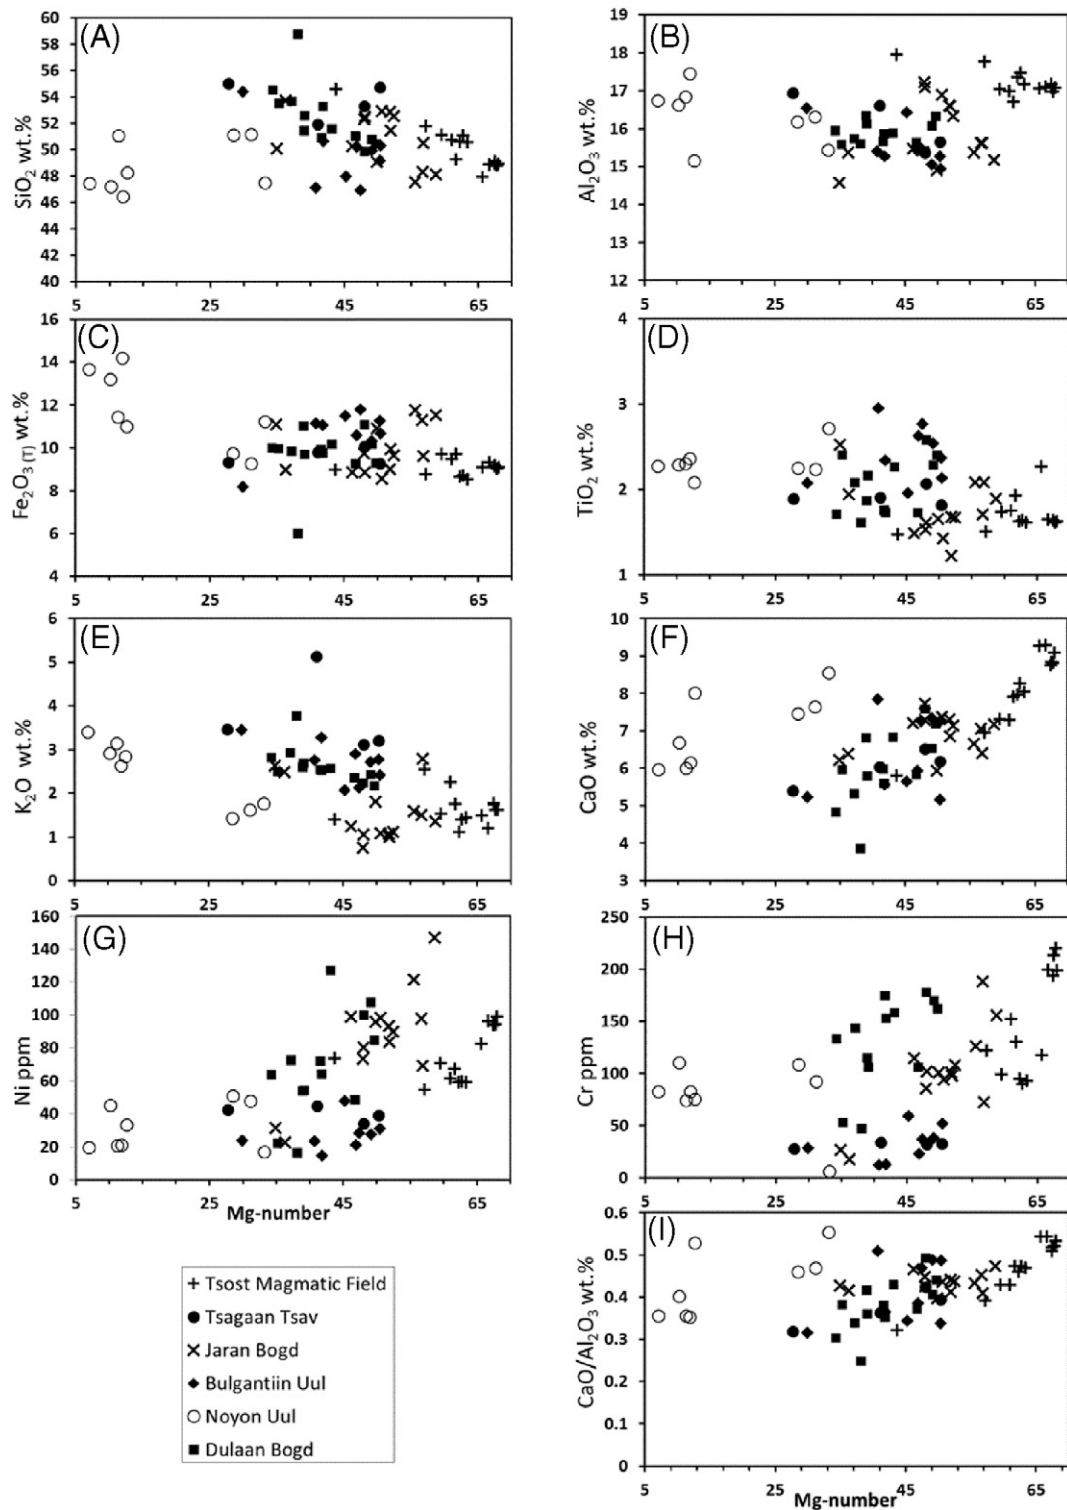 (A)
60
58
56
54
52
50
48
46
44
42
40
SiO2 wt.%
5 25 45 65
(B)
19
18
17
16
15
14
13
12
Al2O3 wt.%
5 25 45 65
(C)
16
14
12
10
8
6
4
Fe2O3 (T) wt.%
5 25 45 65
(D)
4
3
2
1
TiO2 wt.%
5 25 45 65
(E)
6
5
4
3
2
1
0
K2O wt.%
5 25 45 65
(F)
10
9
8
7
6
5
4
3
CaO wt.%
5 25 45 65
(G)
160
140
120
100
80
60
40
20
0
Ni ppm
5 25 45 65
Mg-number
(H)
250
200
150
100
50
0
Cr ppm
5 25 45 65
(I)
0.6
0.5
0.4
0.3
0.2
0.1
0
CaO/Al2O3 wt.%
5 25 45 65
Mg-number
Tsost Magmatic Field
Tsagaan Tsav
Jaran Bogd
Bulgantiin Uul
Noyon Uul
Dulaan Bogd